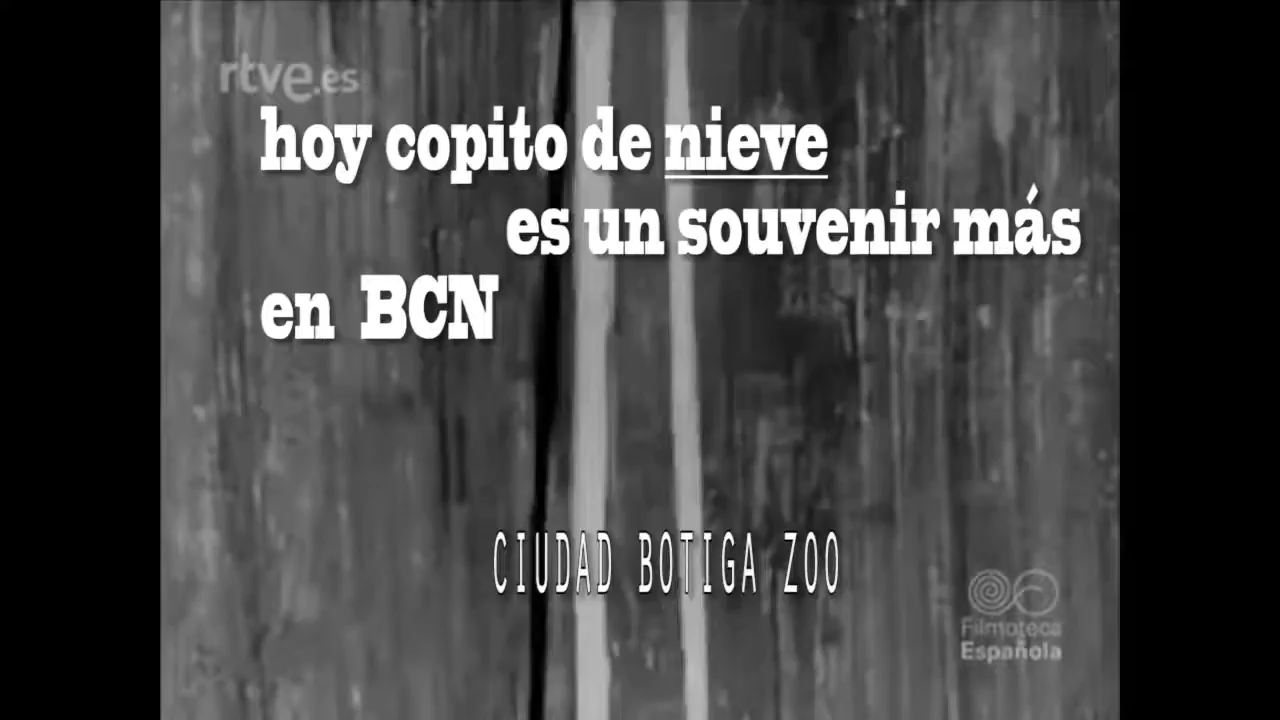 rtve.es
hoy copito de nieve
es un souvenir más
en BCN
CIUDAD BOTIGA ZOO
Filmoteca
Española